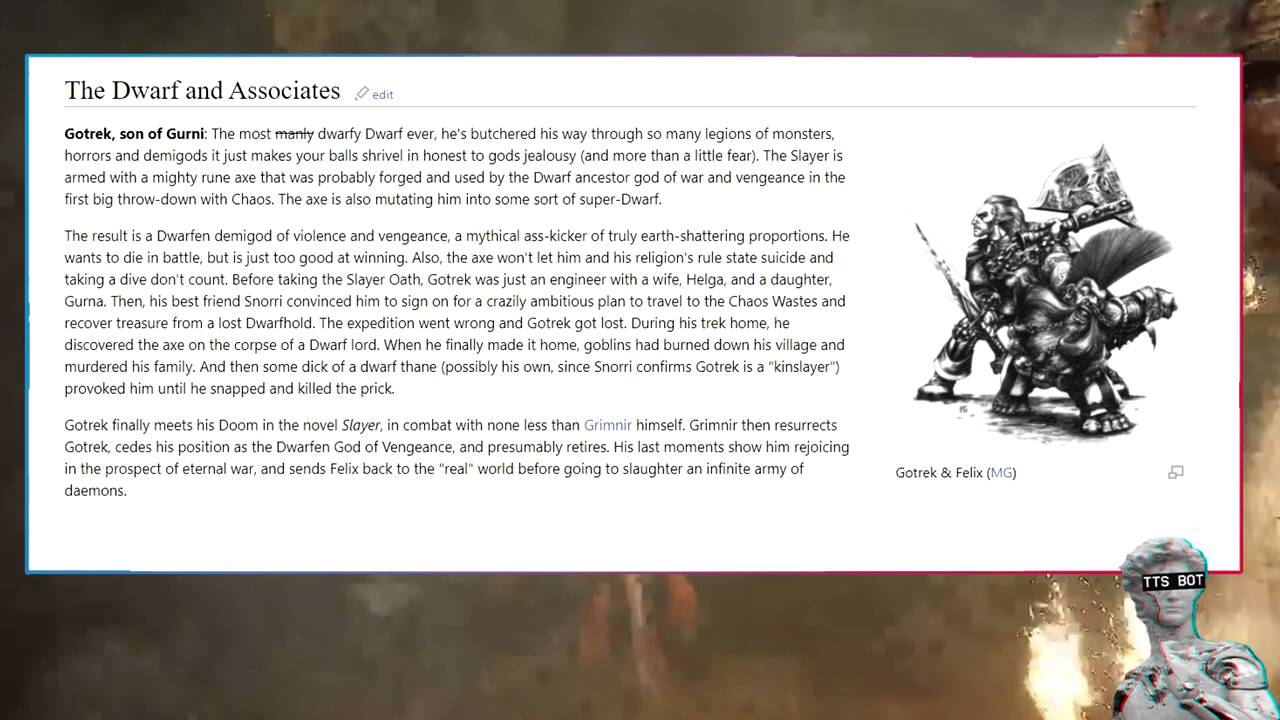 The Dwarf and Associates edit
Gotrek, son of Gurni: The most manly dwarfy Dwarf ever, he's butchered his way through so many legions of monsters,
horrors and demigods it just makes your balls shrivel in honest to gods jealousy (and more than a little fear). The Slayer is
armed with a mighty rune axe that was probably forged and used by the Dwarf ancestor god of war and vengeance in the
first big throw-down with Chaos. The axe is also mutating him into some sort of super-Dwarf.
The result is a Dwarfen demigod of violence and vengeance, a mythical ass-kicker of truly earth-shattering proportions. He
wants to die in battle, but is just too good at winning. Also, the axe won't let him and his religion's rule state suicide and
taking a dive don't count. Before taking the Slayer Oath, Gotrek was just an engineer with a wife, Helga, and a daughter,
Gurna. Then, his best friend Snorri convinced him to sign on for a crazily ambitious plan to travel to the Chaos Wastes and
recover treasure from a lost Dwarfhold. The expedition went wrong and Gotrek got lost. During his trek home, he
discovered the axe on the corpse of a Dwarf lord. When he finally made it home, goblins had burned down his village and
murdered his family. And then some dick of a dwarf thane (possibly his own, since Snorri confirms Gotrek is a "kinslayer")
provoked him until he snapped and killed the prick.
Gotrek finally meets his Doom in the novel Slayer, in combat with none less than Grimnir himself. Grimnir then resurrects
Gotrek, cedes his position as the Dwarfen God of Vengeance, and presumably retires. His last moments show him rejoicing
in the prospect of eternal war, and sends Felix back to the "real" world before going to slaughter an infinite army of
daemons.
Gotrek & Felix (MG)
TTS BOT